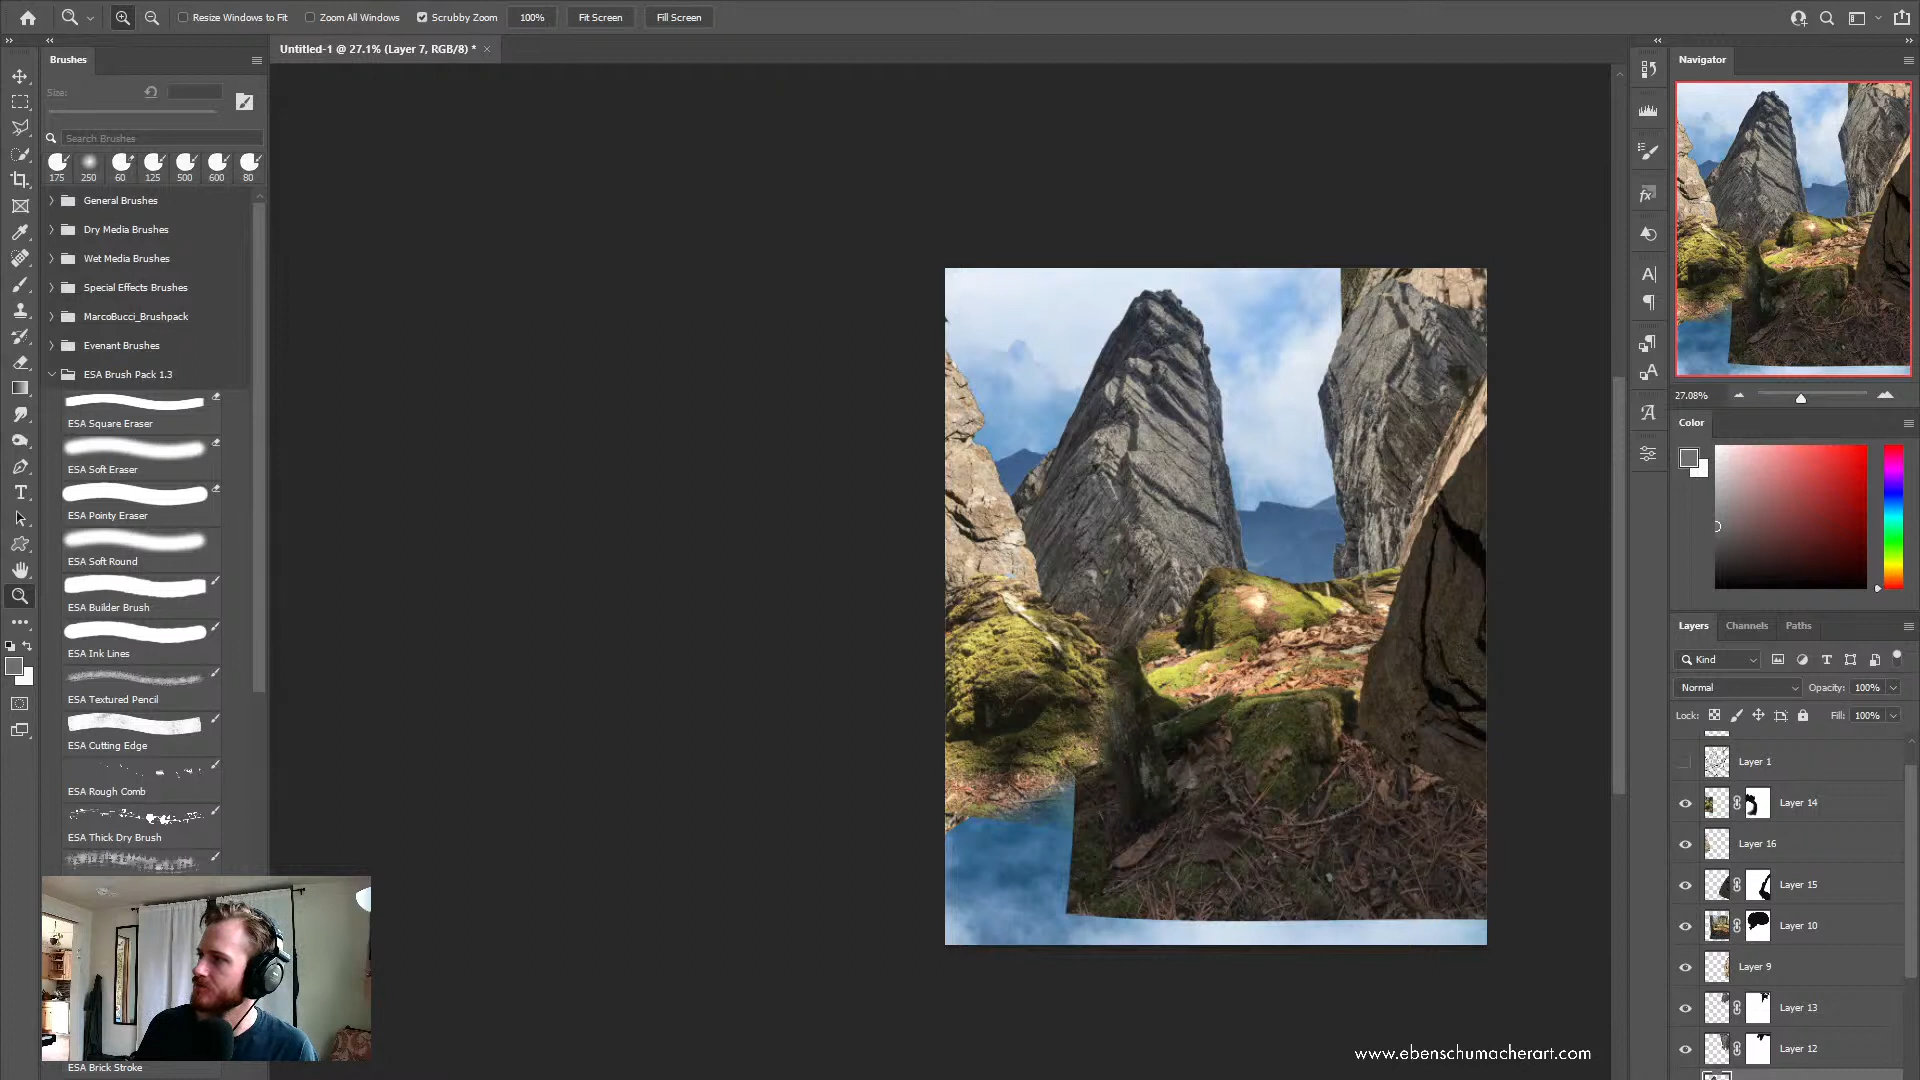 Resize Windows to Fit
Zoom All Windows
Scrubby Zoom
100%
Fit Screen
Fill Screen
Brushes
Untitled-1 @ 27.1% (Layer 7, RGB/8) *
Navigator
Size:
Search Brushes
175
250
60
125
500
600
80
General Brushes
Dry Media Brushes
Wet Media Brushes
Special Effects Brushes
MarcoBucci_Brushpack
Evenant Brushes
ESA Brush Pack 1.3
ESA Square Eraser
ESA Soft Eraser
ESA Pointy Eraser
ESA Soft Round
ESA Builder Brush
ESA Ink Lines
ESA Textured Pencil
ESA Cutting Edge
ESA Rough Comb
ESA Thick Dry Brush
ESA Brick Stroke
27.08%
Color
Layers
Channels
Paths
Kind
Normal
Opacity:
100%
Lock:
Fill:
100%
Layer 1
Layer 14
Layer 16
Layer 15
Layer 10
Layer 9
Layer 13
Layer 12
www.ebenschumacherart.com